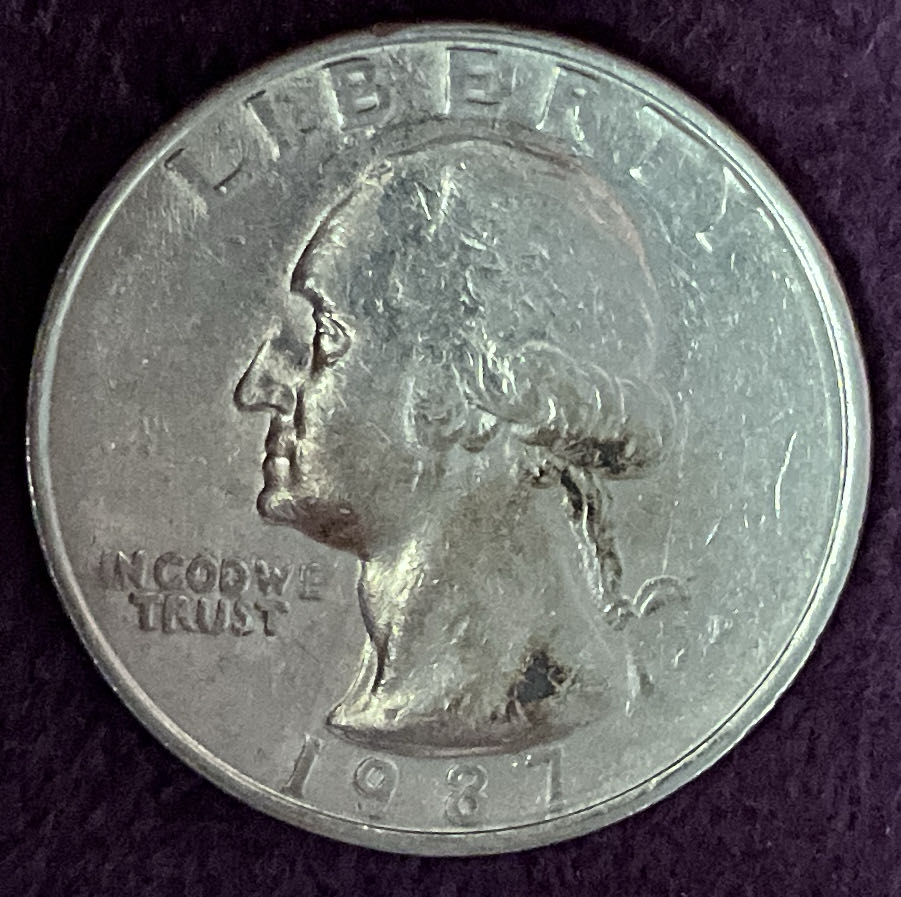 LIBERTY
IN GOD WE
TRUST
P
1987